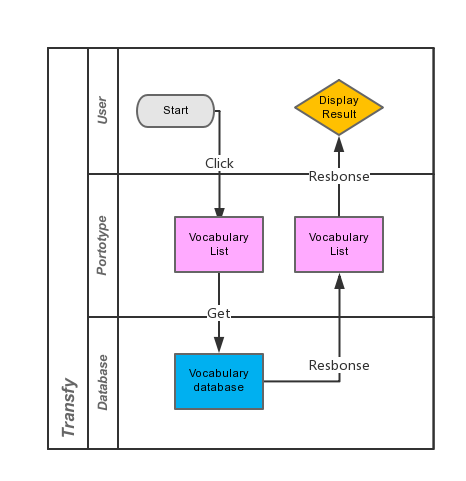 Transfy
User
Start
Display
Result
Click
Resbonse
Portotype
Vocabulary
List
Vocabulary
List
Get
Database
Vocabulary
database
Resbonse